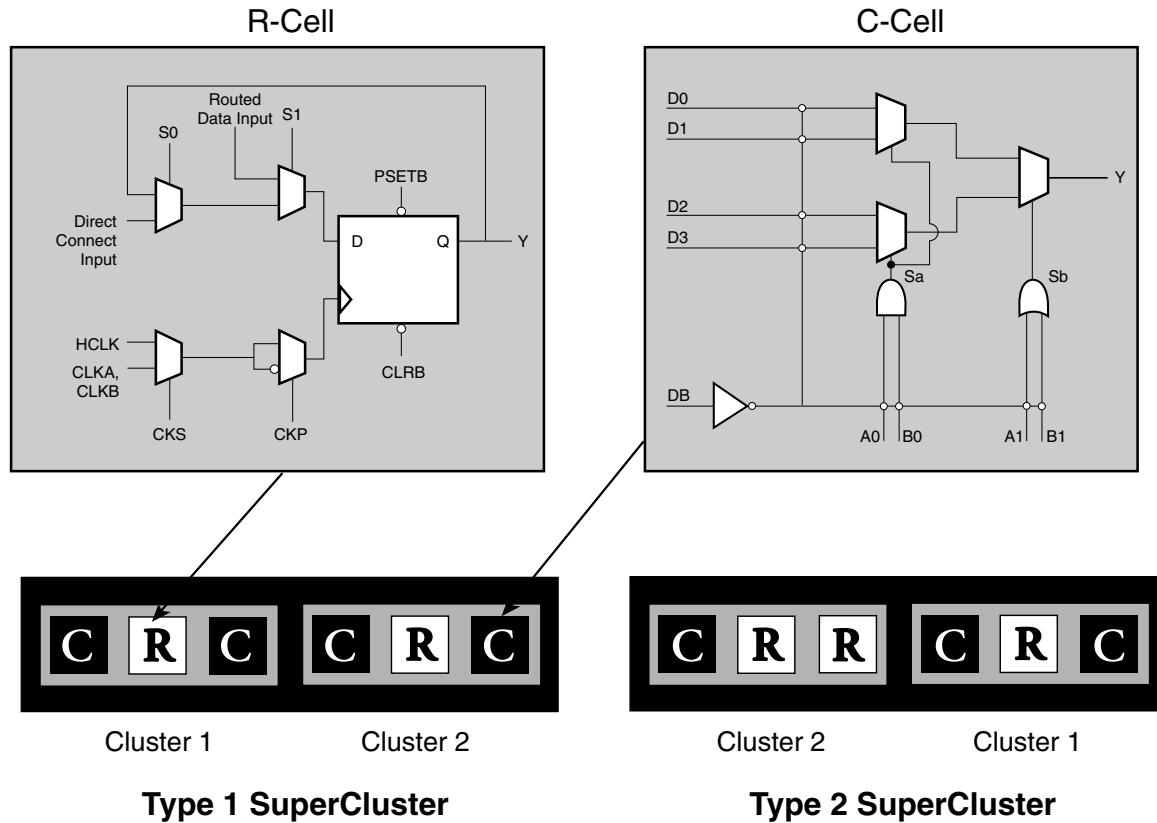 R-Cell
C-Cell
Routed
Data Input
S1
S0
PSETB
Direct
Connect
Input
D
Q
Y
HCLK
CLKA,
CLKB
CLRB
CKS
CKP
D0
D1
D2
D3
Y
Sa
Sb
DB
A0
B0
A1
B1
C R C
C R C
C R R
C R C
Cluster 1
Cluster 2
Cluster 2
Cluster 1
Type 1 SuperCluster
Type 2 SuperCluster